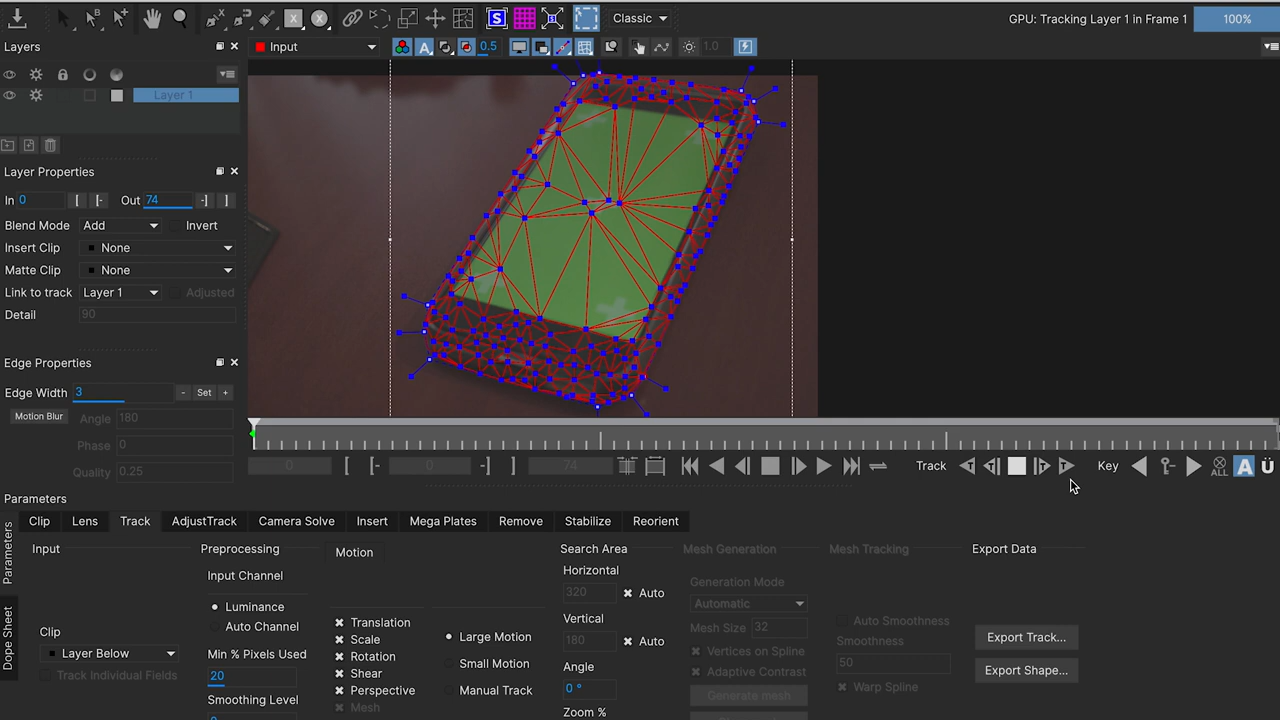 Classic
GPU: Tracking Layer 1 in Frame 1
100%
Layers
Input
0.5
1.0
Layer 1
Layer Properties
In 0
Out 74
Blend Mode Add Invert
Insert Clip None
Matte Clip None
Link to track Layer 1 Adjusted
Detail 90
Edge Properties
Edge Width 3 - Set +
Motion Blur
Angle 180
Phase 0
Quality 0.25
0 0 74
Track
Key
ALL
A
Parameters
Parameters
Dope Sheet
Clip Lens Track AdjustTrack Camera Solve Insert Mega Plates Remove Stabilize Reorient
Input
Clip
Layer Below
Track Individual Fields
Preprocessing
Input Channel
Luminance
Auto Channel
Min % Pixels Used
20
Smoothing Level
Motion
Translation
Scale
Rotation
Shear
Perspective
Mesh
Large Motion
Small Motion
Manual Track
Search Area
Horizontal
320 Auto
Vertical
180 Auto
Angle
0 °
Zoom %
Mesh Generation
Generation Mode
Automatic
Mesh Size 32
Vertices on Spline
Adaptive Contrast
Generate mesh
Mesh Tracking
Auto Smoothness
Smoothness
50
Warp Spline
Export Data
Export Track...
Export Shape...